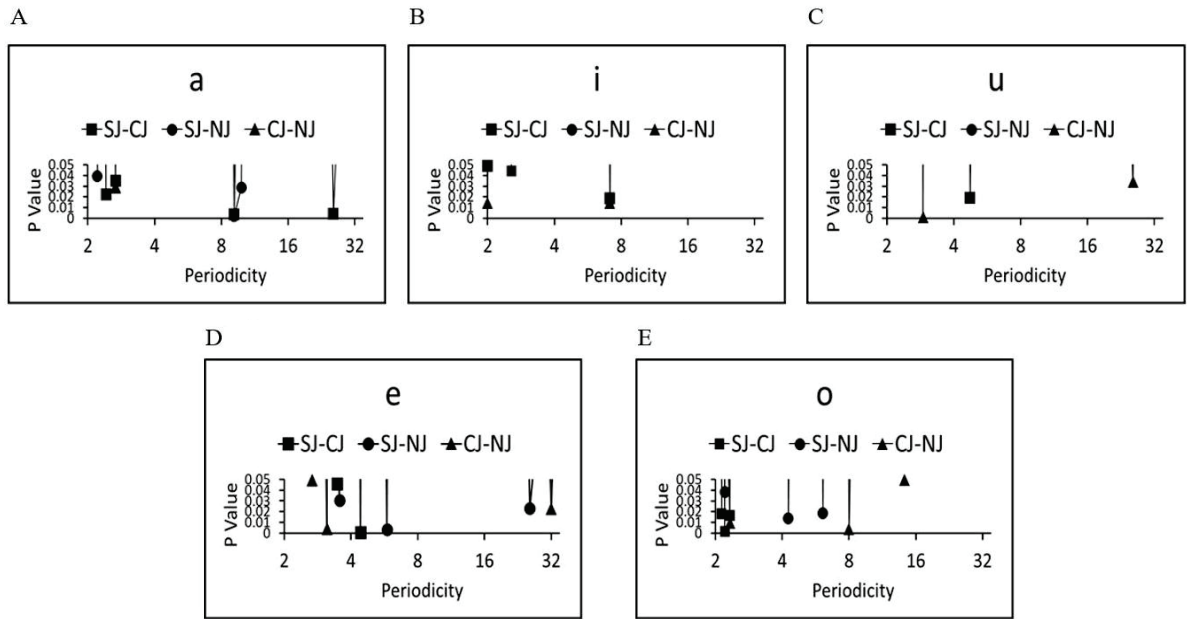 A
B
C
a
SJ-CJ SJ-NJ CJ-NJ
P Value
0.05
0.04
0.03
0.02
0.01
0
2 4 8 16 32
Periodicity
i
SJ-CJ SJ-NJ CJ-NJ
P Value
0.05
0.04
0.03
0.02
0.01
0
2 4 8 16 32
Periodicity
u
SJ-CJ SJ-NJ CJ-NJ
P Value
0.05
0.04
0.03
0.02
0.01
0
2 4 8 16 32
Periodicity
D
E
e
SJ-CJ SJ-NJ CJ-NJ
P Value
0.05
0.04
0.03
0.02
0.01
0
2 4 8 16 32
Periodicity
o
SJ-CJ SJ-NJ CJ-NJ
P Value
0.05
0.04
0.03
0.02
0.01
0
2 4 8 16 32
Periodicity